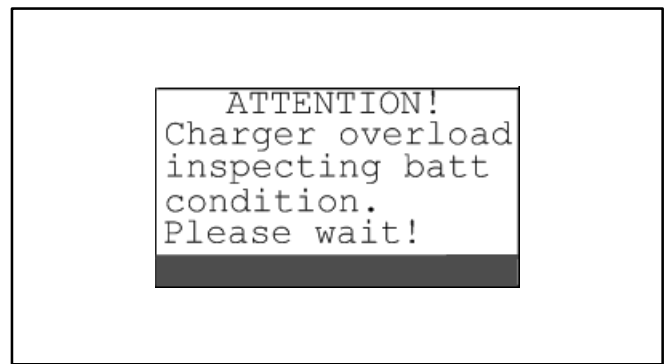 ATTENTION!
Charger overload
inspecting batt
condition.
Please wait!